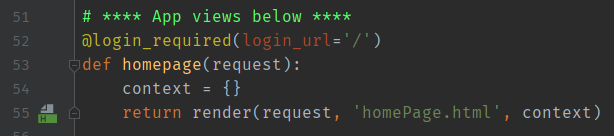 51 # **** App views below ****
52 @login_required(login_url='/')
53 def homepage(request):
54 context = {}
55 return render(request, 'homePage.html', context)